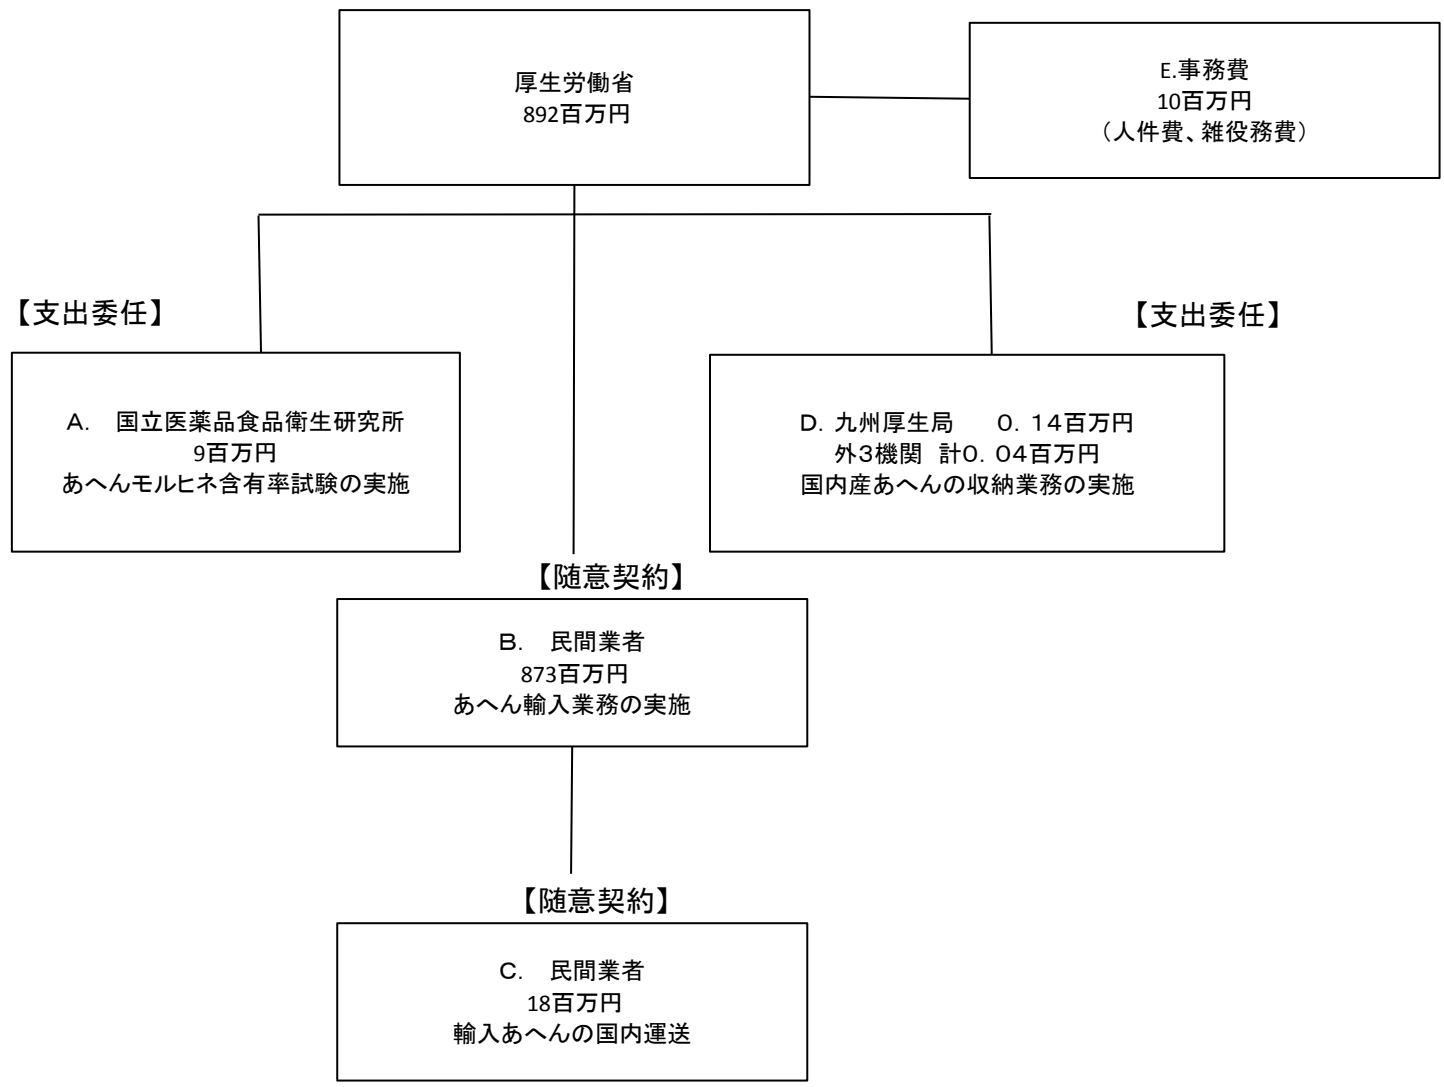 厚生労働省
892百万円
E.事務費
10百万円
（人件費、雑役務費）
【支出委任】
【支出委任】
A.　国立医薬品食品衛生研究所
9百万円
あへんモルヒネ含有率試験の実施
D. 九州厚生局　　０．１４百万円
外３機関　計０．０４百万円
国内産あへんの収納業務の実施
【随意契約】
B.　民間業者
873百万円
あへん輸入業務の実施
【随意契約】
C.　民間業者
18百万円
輸入あへんの国内運送